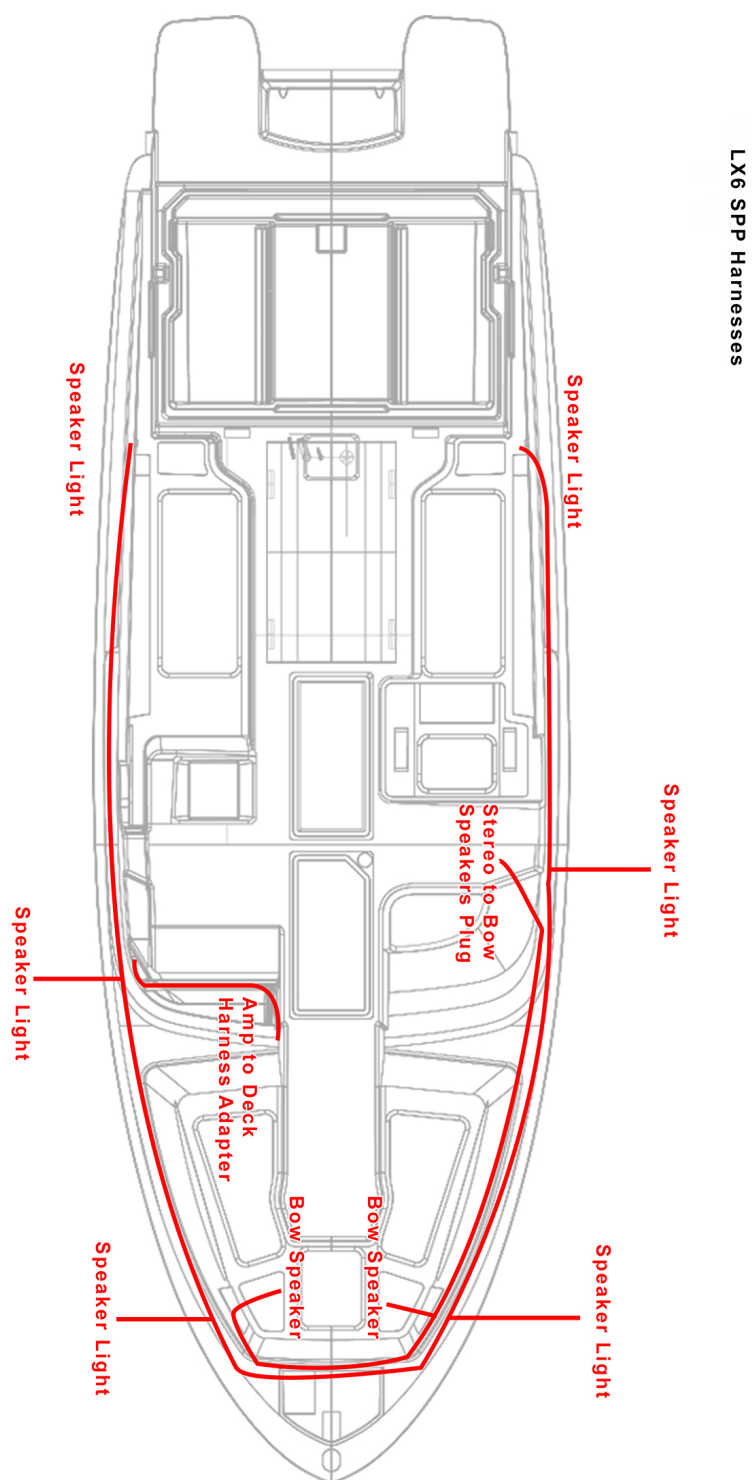 LX6 SPP Harnesses
Speaker Light
Speaker Light
Speaker Light
Stereo to Bow
Speakers Plug
Speaker Light
Amp to Deck
Harness Adapter
Bow Speaker
Bow Speaker
Speaker Light
Speaker Light